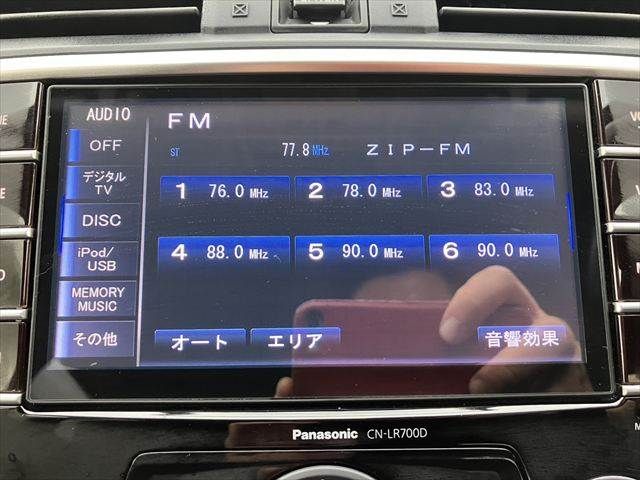 AUDIO
FM
OFF
ST 77.8MHz ZIP-FM
デジタル
TV
1 76.0 MHz 2 78.0 MHz 3 83.0 MHz
DISC
iPod/
USB
4 88.0 MHz 5 90.0 MHz 6 90.0 MHz
MEMORY
MUSIC
その他
オート エリア 音響効果
Panasonic CN-LR700D